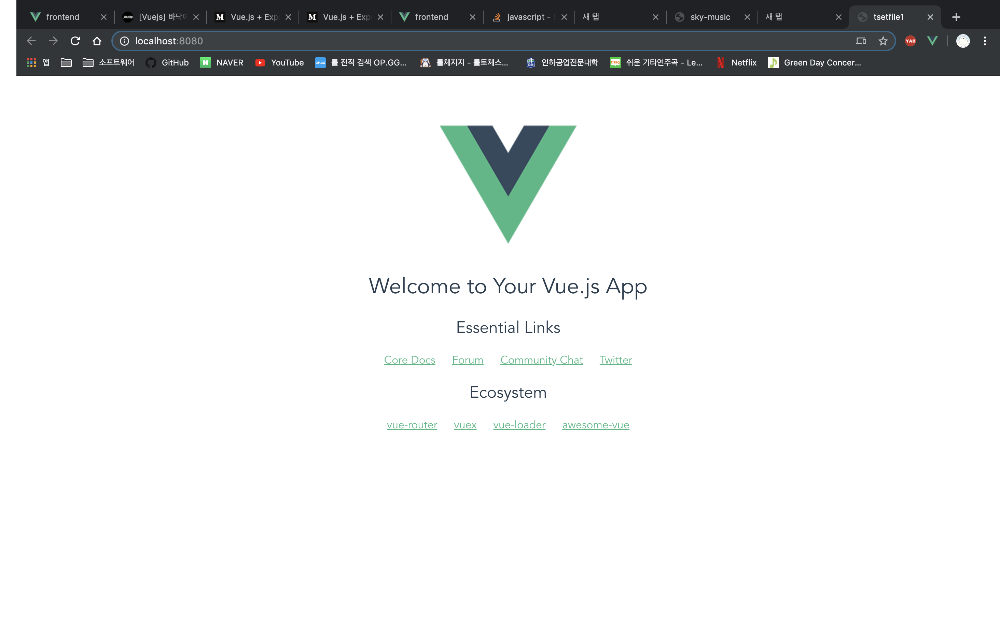 frontend [Vuejs] Vue.js + Exp Vue.js + Exp frontend javascript - 새 탭 sky-music 새 탭 tsetfile1
localhost:8080
YAB
앱 소프트웨어 GitHub N NAVER YouTube OP.GG 롤 전적 검색 OP.GG... 롤체지지 - 롤토체스... 1958 인하공업전문대학 blog 쉬운 기타연주곡 - Le... Netflix Green Day Concer...
Welcome to Your Vue.js App
Essential Links
Core Docs Forum Community Chat Twitter
Ecosystem
vue-router vuex vue-loader awesome-vue